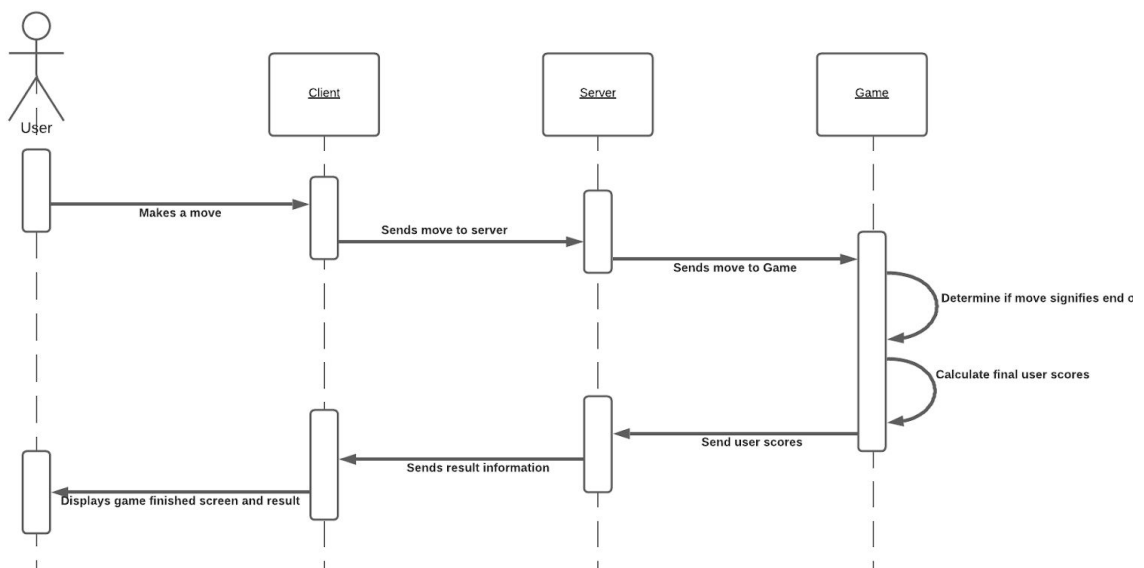 User
Client
Server
Game
Makes a move
Sends move to server
Sends move to Game
Determine if move signifies end
Calculate final user scores
Send user scores
Sends result information
Displays game finished screen and result